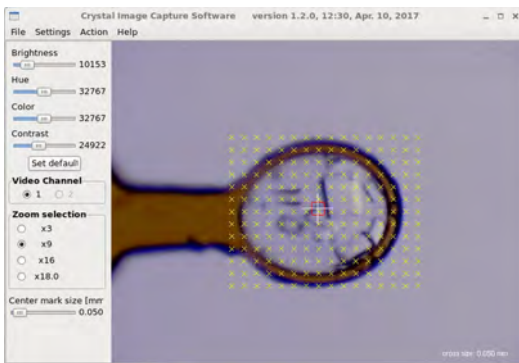 Crystal Image Capture Software version 1.2.0, 12:30, Apr. 10, 2017
File Settings Action Help
Brightness
10153
Hue
32767
Color
32767
Contrast
24922
Set default
Video Channel
1 2
Zoom selection
x3
x9
x16
x18.0
Center mark size [mm
0.050
cross size: 0.050 mm